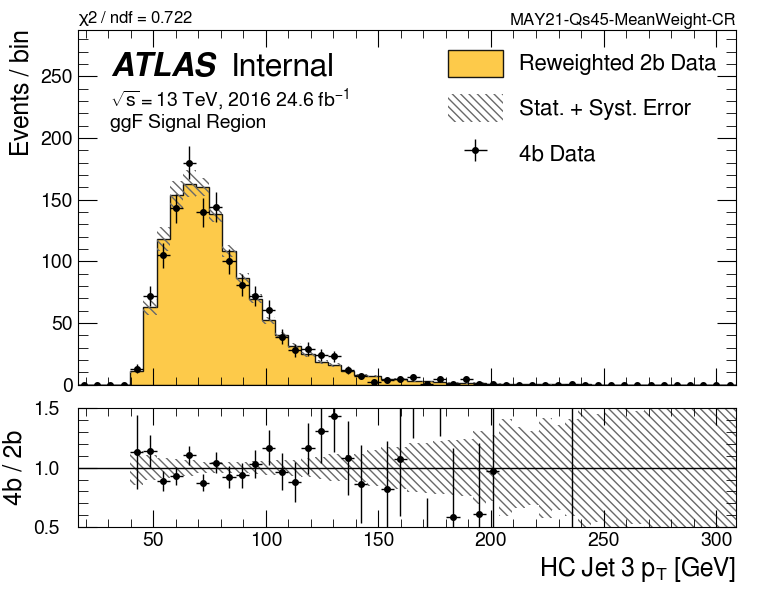 χ2 / ndf = 0.722
MAY21-Qs45-MeanWeight-CR
Events / bin
ATLAS Internal
√s = 13 TeV, 2016 24.6 fb⁻¹
ggF Signal Region
Reweighted 2b Data
Stat. + Syst. Error
4b Data
250
200
150
100
50
0
4b / 2b
1.5
1.0
0.5
50 100 150 200 250 300
HC Jet 3 pT [GeV]